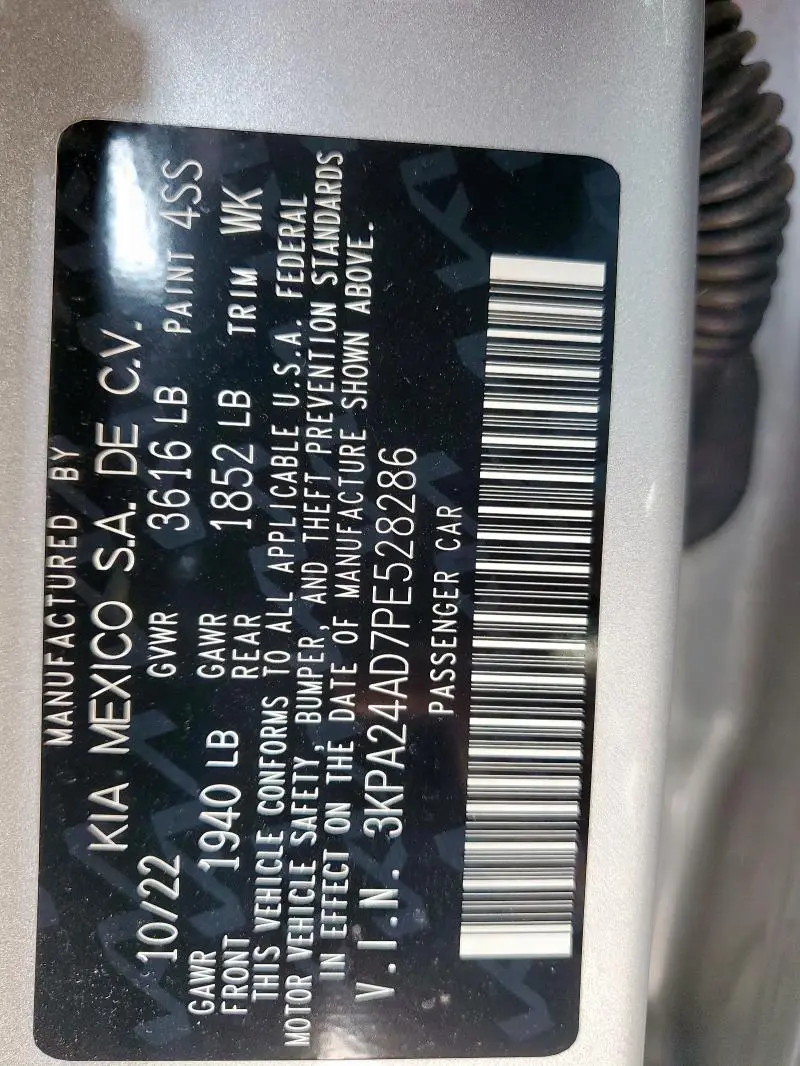 MANUFACTURED BY
KIA MEXICO S.A. DE C.V.
10/22 GVWR 3616 LB PAINT 4SS
GAWR FRONT 1940 LB GAWR REAR 1852 LB TRIM WK
THIS VEHICLE CONFORMS TO ALL APPLICABLE U.S.A. FEDERAL
MOTOR VEHICLE SAFETY, BUMPER, AND THEFT PREVENTION STANDARDS
IN EFFECT ON THE DATE OF MANUFACTURE SHOWN ABOVE.
V.I.N. 3KPA24AD7PE528286
PASSENGER CAR